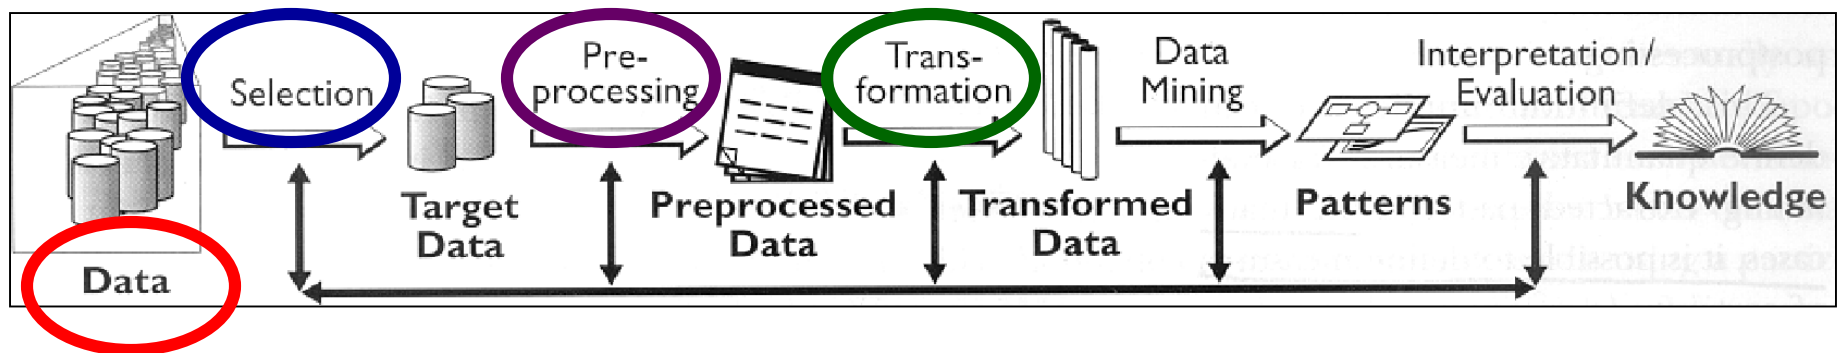 Selection
Pre-
processing
Trans-
formation
Data
Mining
Interpretation/
Evaluation
Data
Target
Data
Preprocessed
Data
Transformed
Data
Patterns
Knowledge